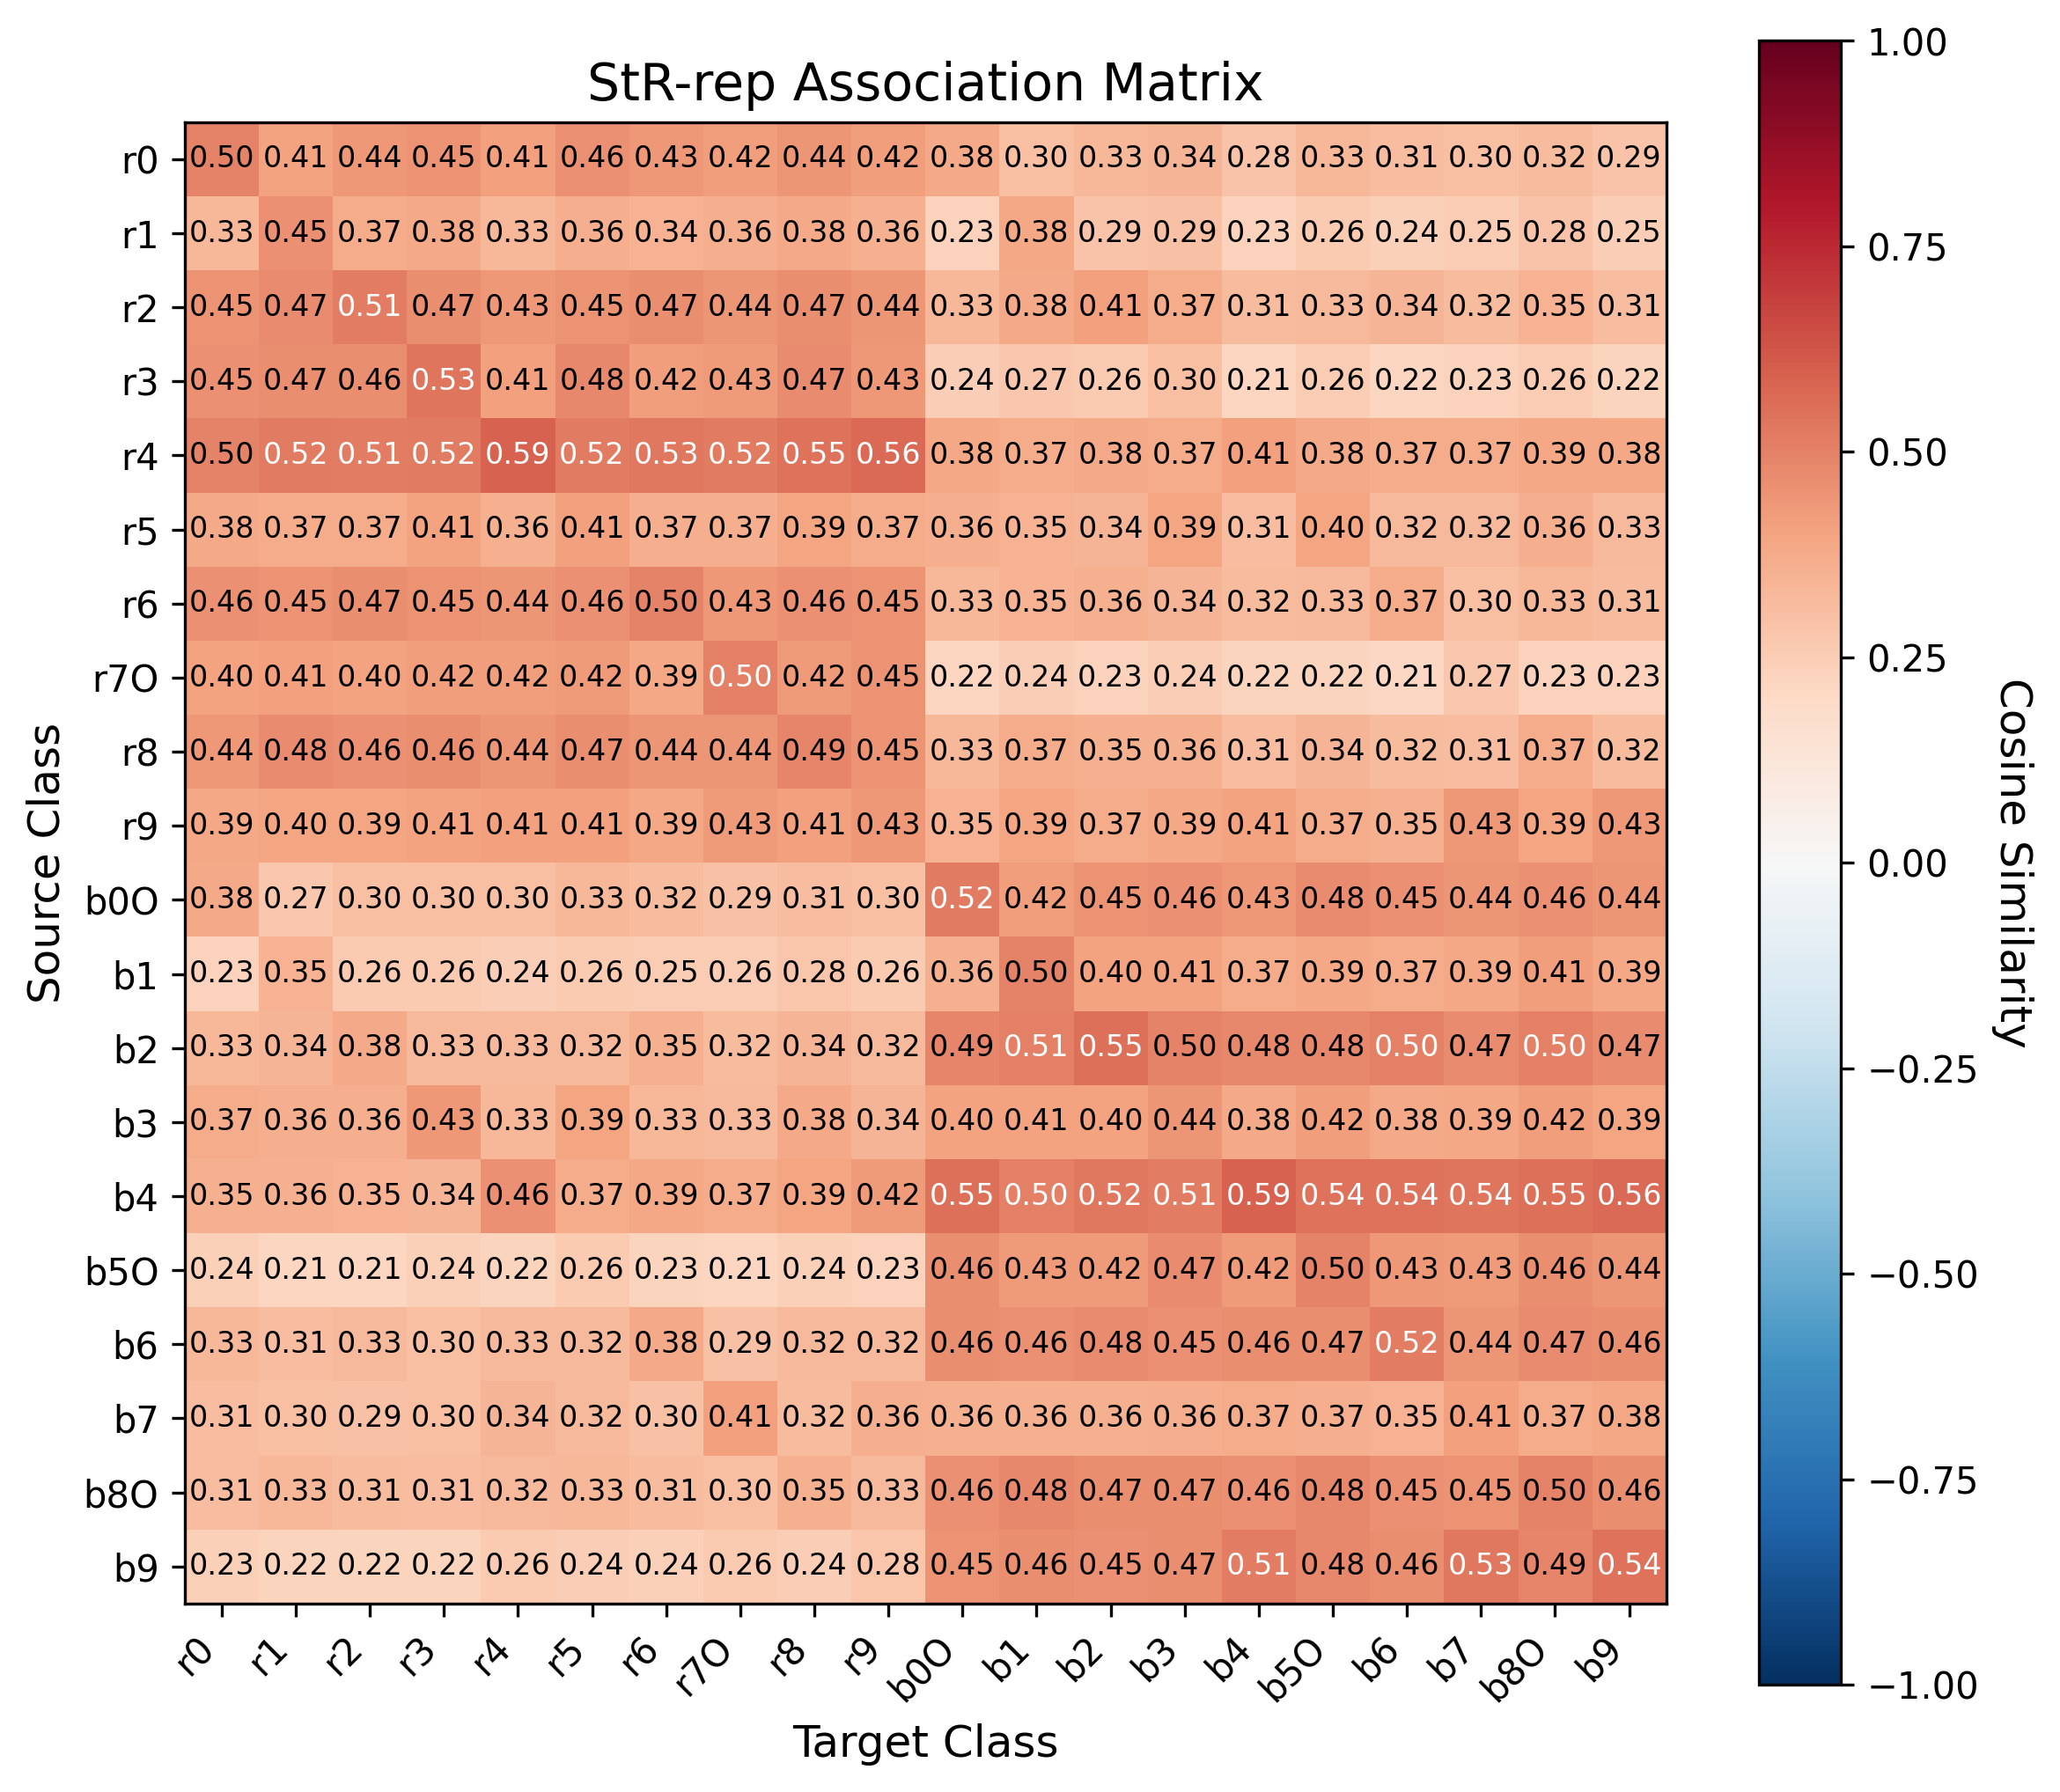 StR-rep Association Matrix
r0 0.50 0.41 0.44 0.45 0.41 0.46 0.43 0.42 0.44 0.42 0.38 0.30 0.33 0.34 0.28 0.33 0.31 0.30 0.32 0.29
r1 0.33 0.45 0.37 0.38 0.33 0.36 0.34 0.36 0.38 0.36 0.23 0.38 0.29 0.29 0.23 0.26 0.24 0.25 0.28 0.25
r2 0.45 0.47 0.51 0.47 0.43 0.45 0.47 0.44 0.47 0.44 0.33 0.38 0.41 0.37 0.31 0.33 0.34 0.32 0.35 0.31
r3 0.45 0.47 0.46 0.53 0.41 0.48 0.42 0.43 0.47 0.43 0.24 0.27 0.26 0.30 0.21 0.26 0.22 0.23 0.26 0.22
r4 0.50 0.52 0.51 0.52 0.59 0.52 0.53 0.52 0.55 0.56 0.38 0.37 0.38 0.37 0.41 0.38 0.37 0.37 0.39 0.38
r5 0.38 0.37 0.37 0.41 0.36 0.41 0.37 0.37 0.39 0.37 0.36 0.35 0.34 0.39 0.31 0.40 0.32 0.32 0.36 0.33
r6 0.46 0.45 0.47 0.45 0.44 0.46 0.50 0.43 0.46 0.45 0.33 0.35 0.36 0.34 0.32 0.33 0.37 0.30 0.33 0.31
r7O 0.40 0.41 0.40 0.42 0.42 0.42 0.39 0.50 0.42 0.45 0.22 0.24 0.23 0.24 0.22 0.22 0.21 0.27 0.23 0.23
r8 0.44 0.48 0.46 0.46 0.44 0.47 0.44 0.44 0.49 0.45 0.33 0.37 0.35 0.36 0.31 0.34 0.32 0.31 0.37 0.32
r9 0.39 0.40 0.39 0.41 0.41 0.41 0.39 0.43 0.41 0.43 0.35 0.39 0.37 0.39 0.41 0.37 0.35 0.43 0.39 0.43
b0O 0.38 0.27 0.30 0.30 0.30 0.33 0.32 0.29 0.31 0.30 0.52 0.42 0.45 0.46 0.43 0.48 0.45 0.44 0.46 0.44
b1 0.23 0.35 0.26 0.26 0.24 0.26 0.25 0.26 0.28 0.26 0.36 0.50 0.40 0.41 0.37 0.39 0.37 0.39 0.41 0.39
b2 0.33 0.34 0.38 0.33 0.33 0.32 0.35 0.32 0.34 0.32 0.49 0.51 0.55 0.50 0.48 0.48 0.50 0.47 0.50 0.47
b3 0.37 0.36 0.36 0.43 0.33 0.39 0.33 0.33 0.38 0.34 0.40 0.41 0.40 0.44 0.38 0.42 0.38 0.39 0.42 0.39
b4 0.35 0.36 0.35 0.34 0.46 0.37 0.39 0.37 0.39 0.42 0.55 0.50 0.52 0.51 0.59 0.54 0.54 0.54 0.55 0.56
b5O 0.24 0.21 0.21 0.24 0.22 0.26 0.23 0.21 0.24 0.23 0.46 0.43 0.42 0.47 0.42 0.50 0.43 0.43 0.46 0.44
b6 0.33 0.31 0.33 0.30 0.33 0.32 0.38 0.29 0.32 0.32 0.46 0.46 0.48 0.45 0.46 0.47 0.52 0.44 0.47 0.46
b7 0.31 0.30 0.29 0.30 0.34 0.32 0.30 0.41 0.32 0.36 0.36 0.36 0.36 0.36 0.37 0.37 0.35 0.41 0.37 0.38
b8O 0.31 0.33 0.31 0.31 0.32 0.33 0.31 0.30 0.35 0.33 0.46 0.48 0.47 0.47 0.46 0.48 0.45 0.45 0.50 0.46
b9 0.23 0.22 0.22 0.22 0.26 0.24 0.24 0.26 0.24 0.28 0.45 0.46 0.45 0.47 0.51 0.48 0.46 0.53 0.49 0.54
r0 r1 r2 r3 r4 r5 r6 r7O r8 r9 b0O b1 b2 b3 b4 b5O b6 b7 b8O b9
Target Class
Source Class
1.00
0.75
0.50
0.25
0.00
−0.25
−0.50
−0.75
−1.00
Cosine Similarity